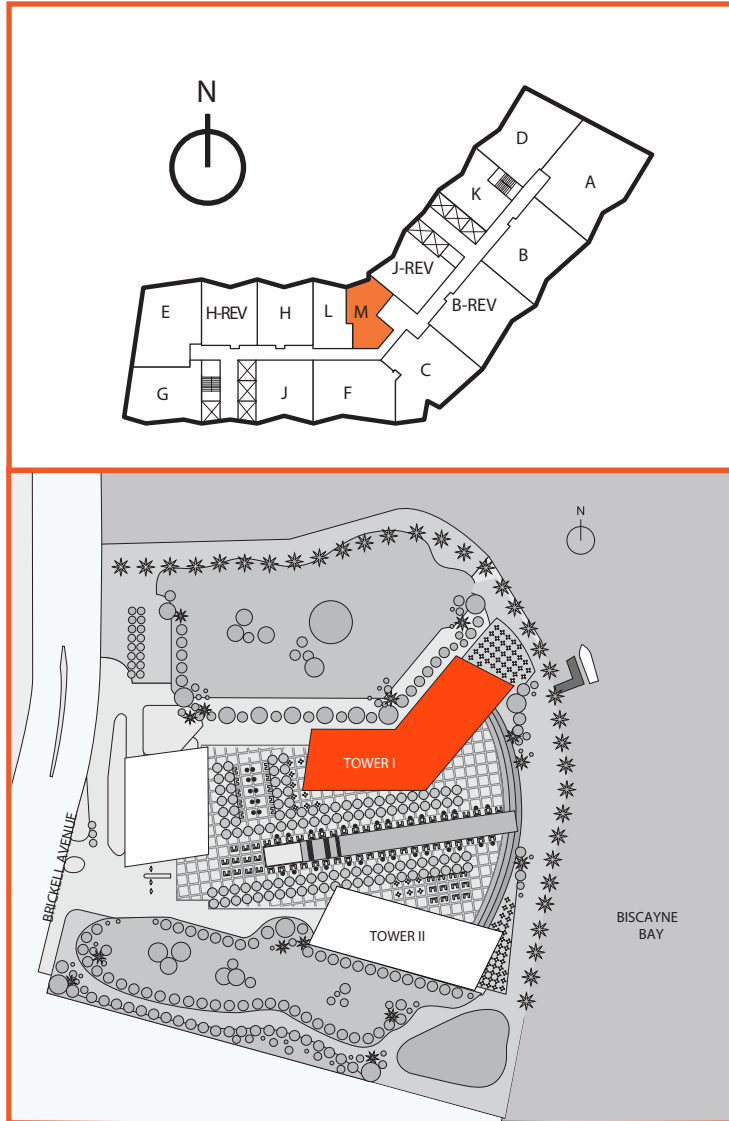 N
D
A
K
B
J-REV
B-REV
E
H-REV
H
L
M
C
G
J
F
N
TOWER I
BRICKELL AVENUE
TOWER II
BISCAYNE
BAY